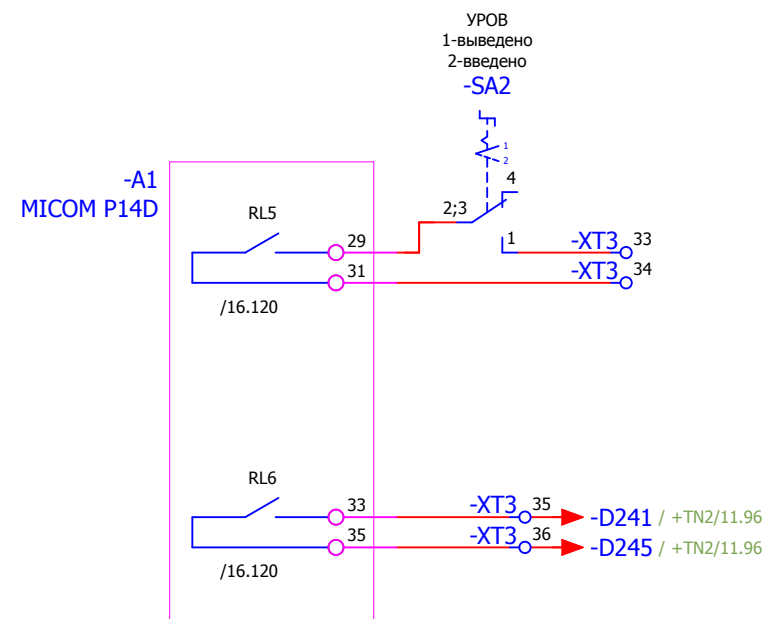 УРОВ
1-выведено
2-введено
-SA2
1
2
4
-A1
MICOM P14D
RL5
2;3
29
1
-XT3
33
31
-XT3
34
/16.120
RL6
33
-XT3
35
-D241 / +TN2/11.96
35
-XT3
36
-D245 / +TN2/11.96
/16.120